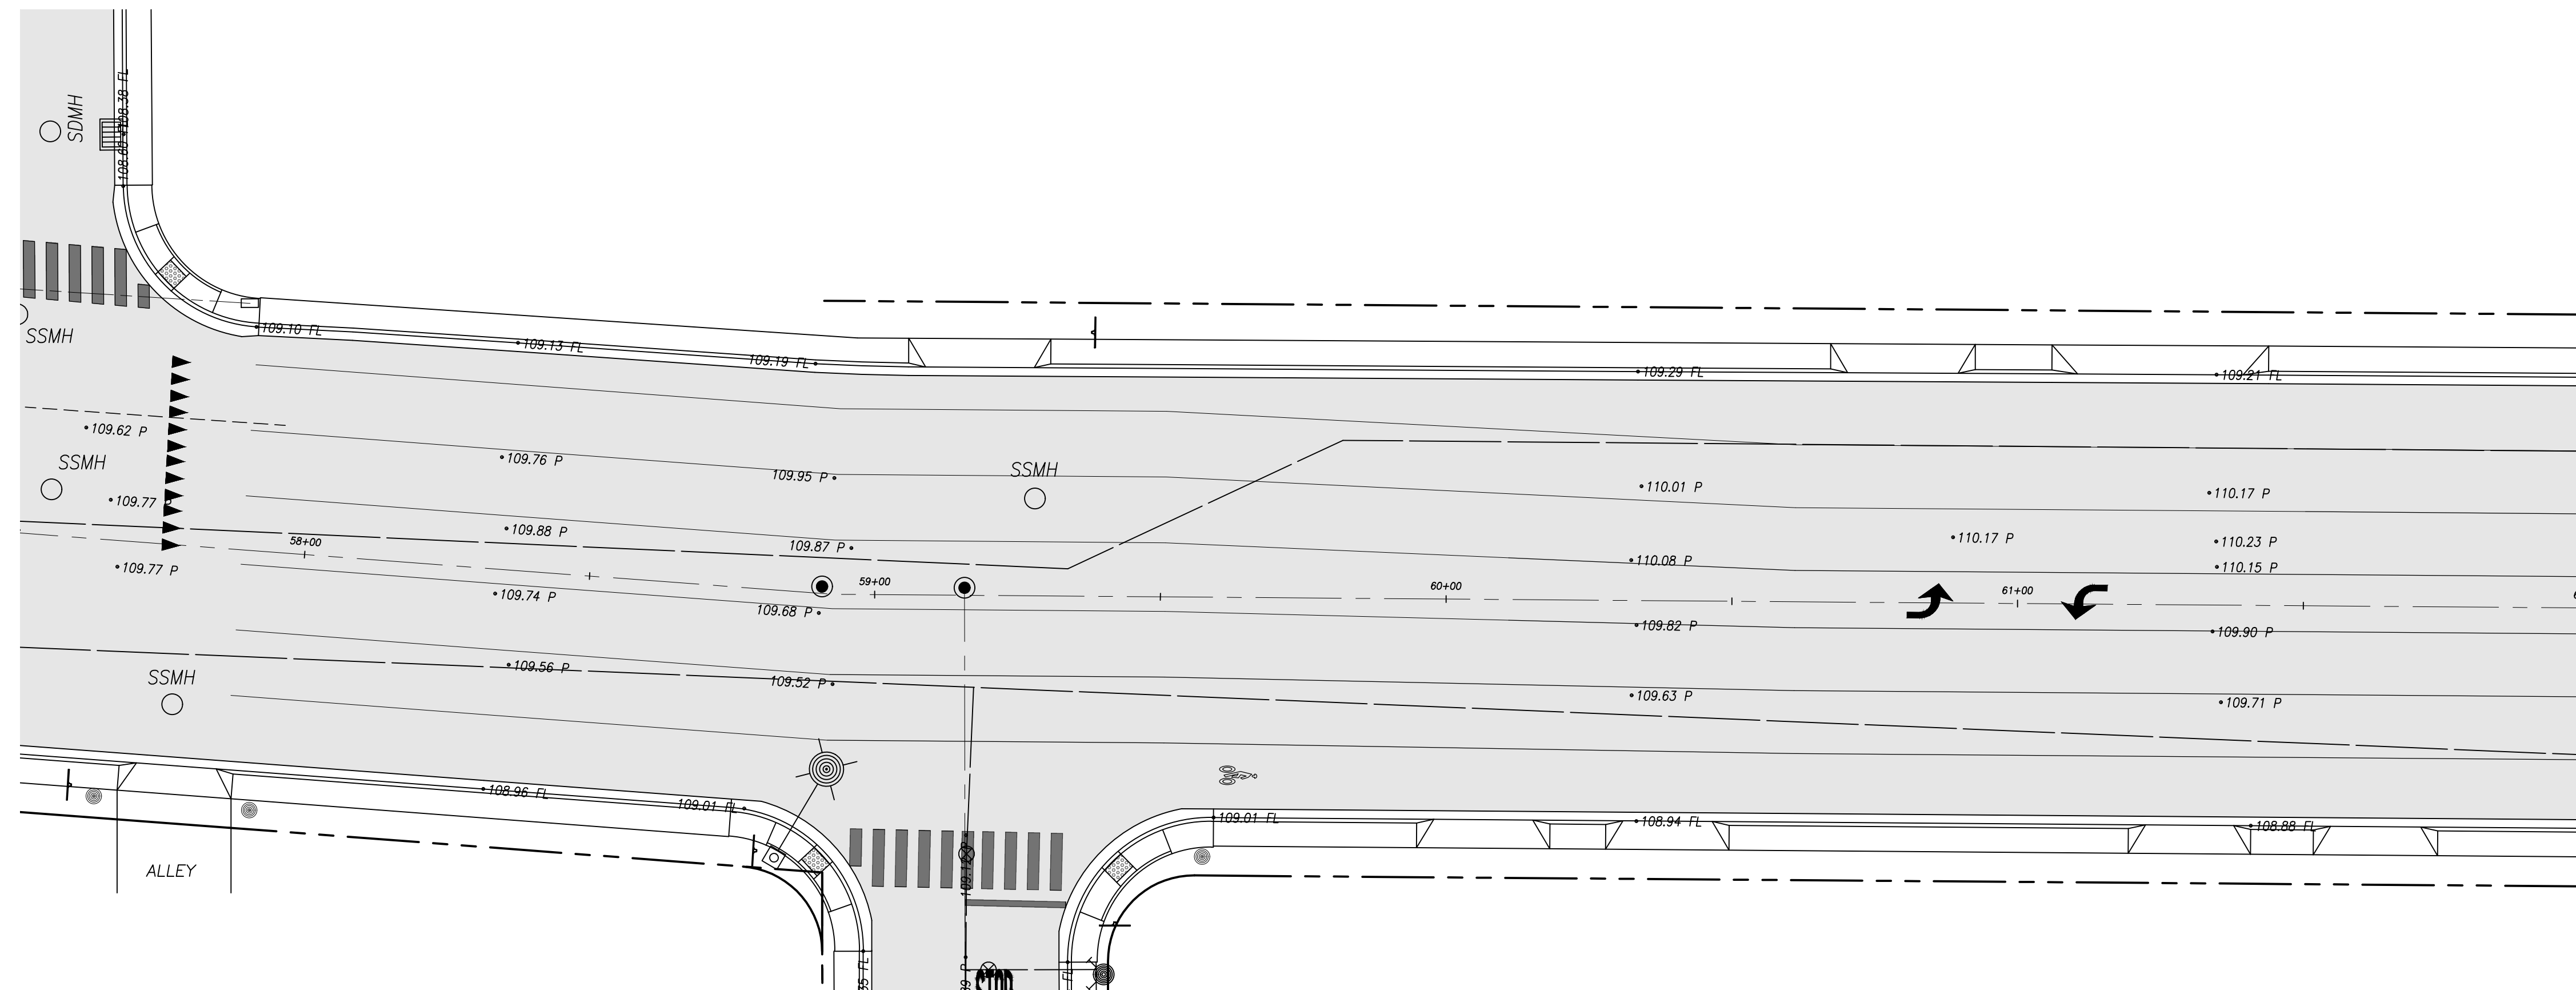 108.38 FL
SDMH
SSMH
109.10 FL
109.13 FL
109.19 FL
109.29 FL
109.21 FL
109.62 P
SSMH
109.76 P
109.95 P
SSMH
110.01 P
110.17 P
109.77 P
109.88 P
109.87 P
110.08 P
110.17 P
110.23 P
110.15 P
58+00
59+00
60+00
61+00
109.77 P
109.74 P
109.68 P
109.82 P
109.90 P
SSMH
109.56 P
109.52 P
109.63 P
109.71 P
108.96 FL
109.01 FL
109.01 FL
108.94 FL
108.88 FL
ALLEY
FL
STOP